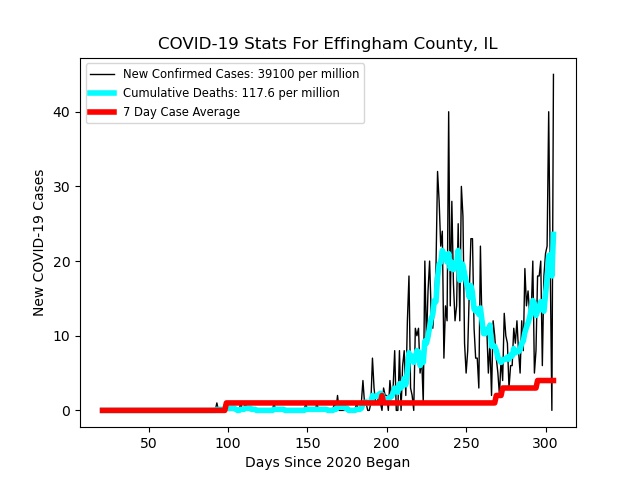 COVID-19 Stats For Effingham County, IL
New Confirmed Cases: 39100 per million
Cumulative Deaths: 117.6 per million
7 Day Case Average
New COVID-19 Cases
40
30
20
10
0
50 100 150 200 250 300
Days Since 2020 Began